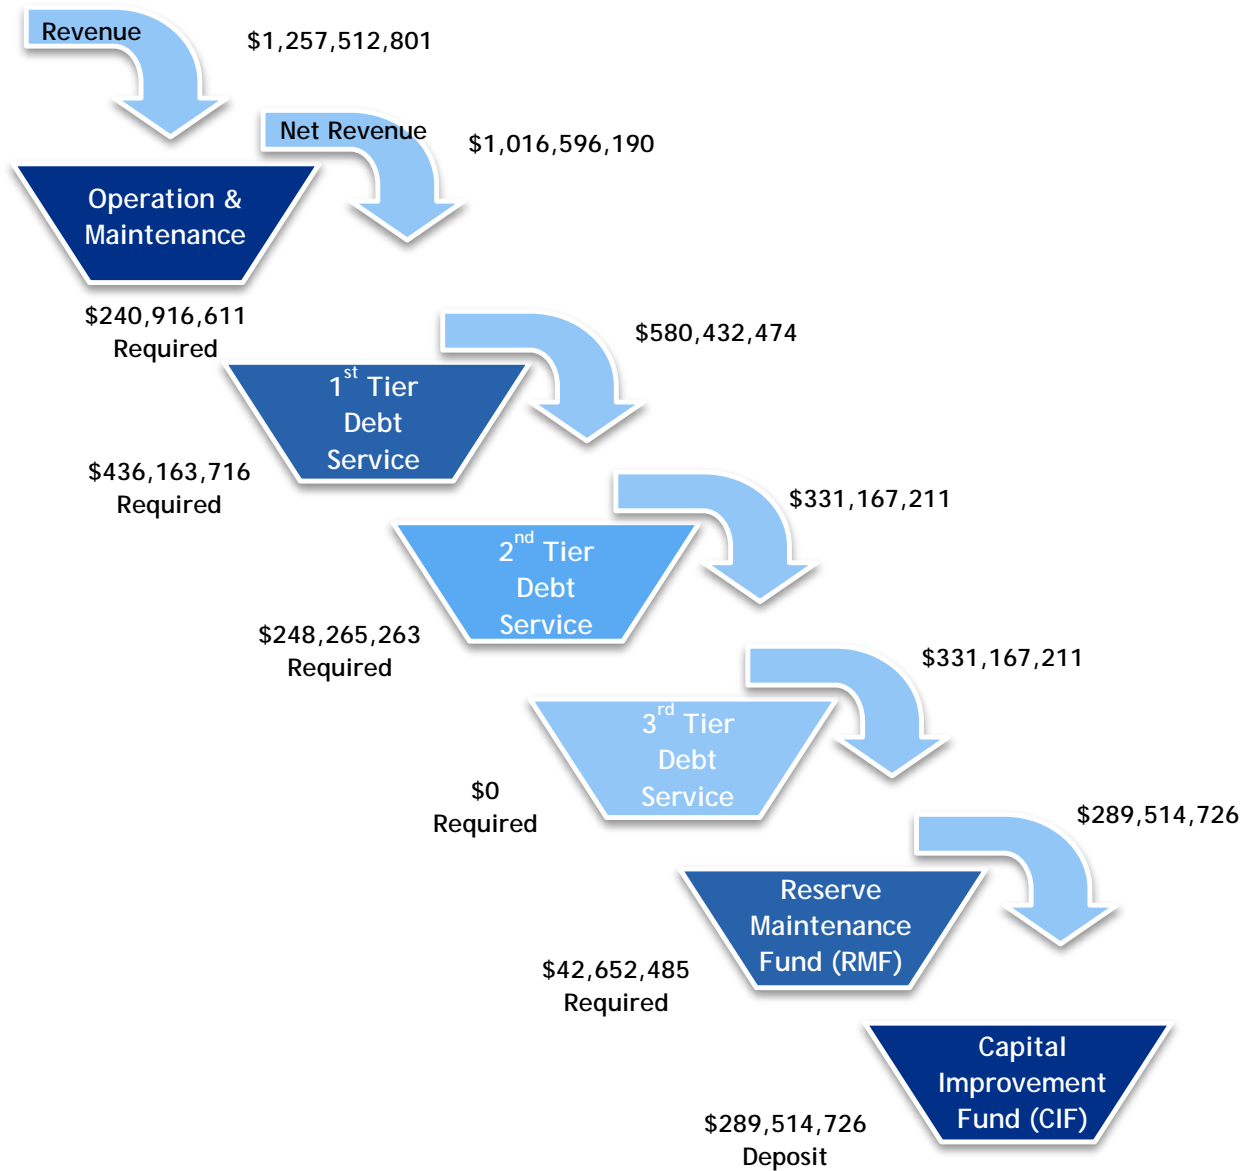 Revenue
$1,257,512,801
Net Revenue
$1,016,596,190
Operation &
Maintenance
$240,916,611
Required
$580,432,474
1st Tier
Debt
Service
$436,163,716
Required
$331,167,211
2nd Tier
Debt
Service
$248,265,263
Required
$331,167,211
3rd Tier
Debt
Service
$0
Required
$289,514,726
Reserve
Maintenance
Fund (RMF)
$42,652,485
Required
Capital
Improvement
Fund (CIF)
$289,514,726
Deposit